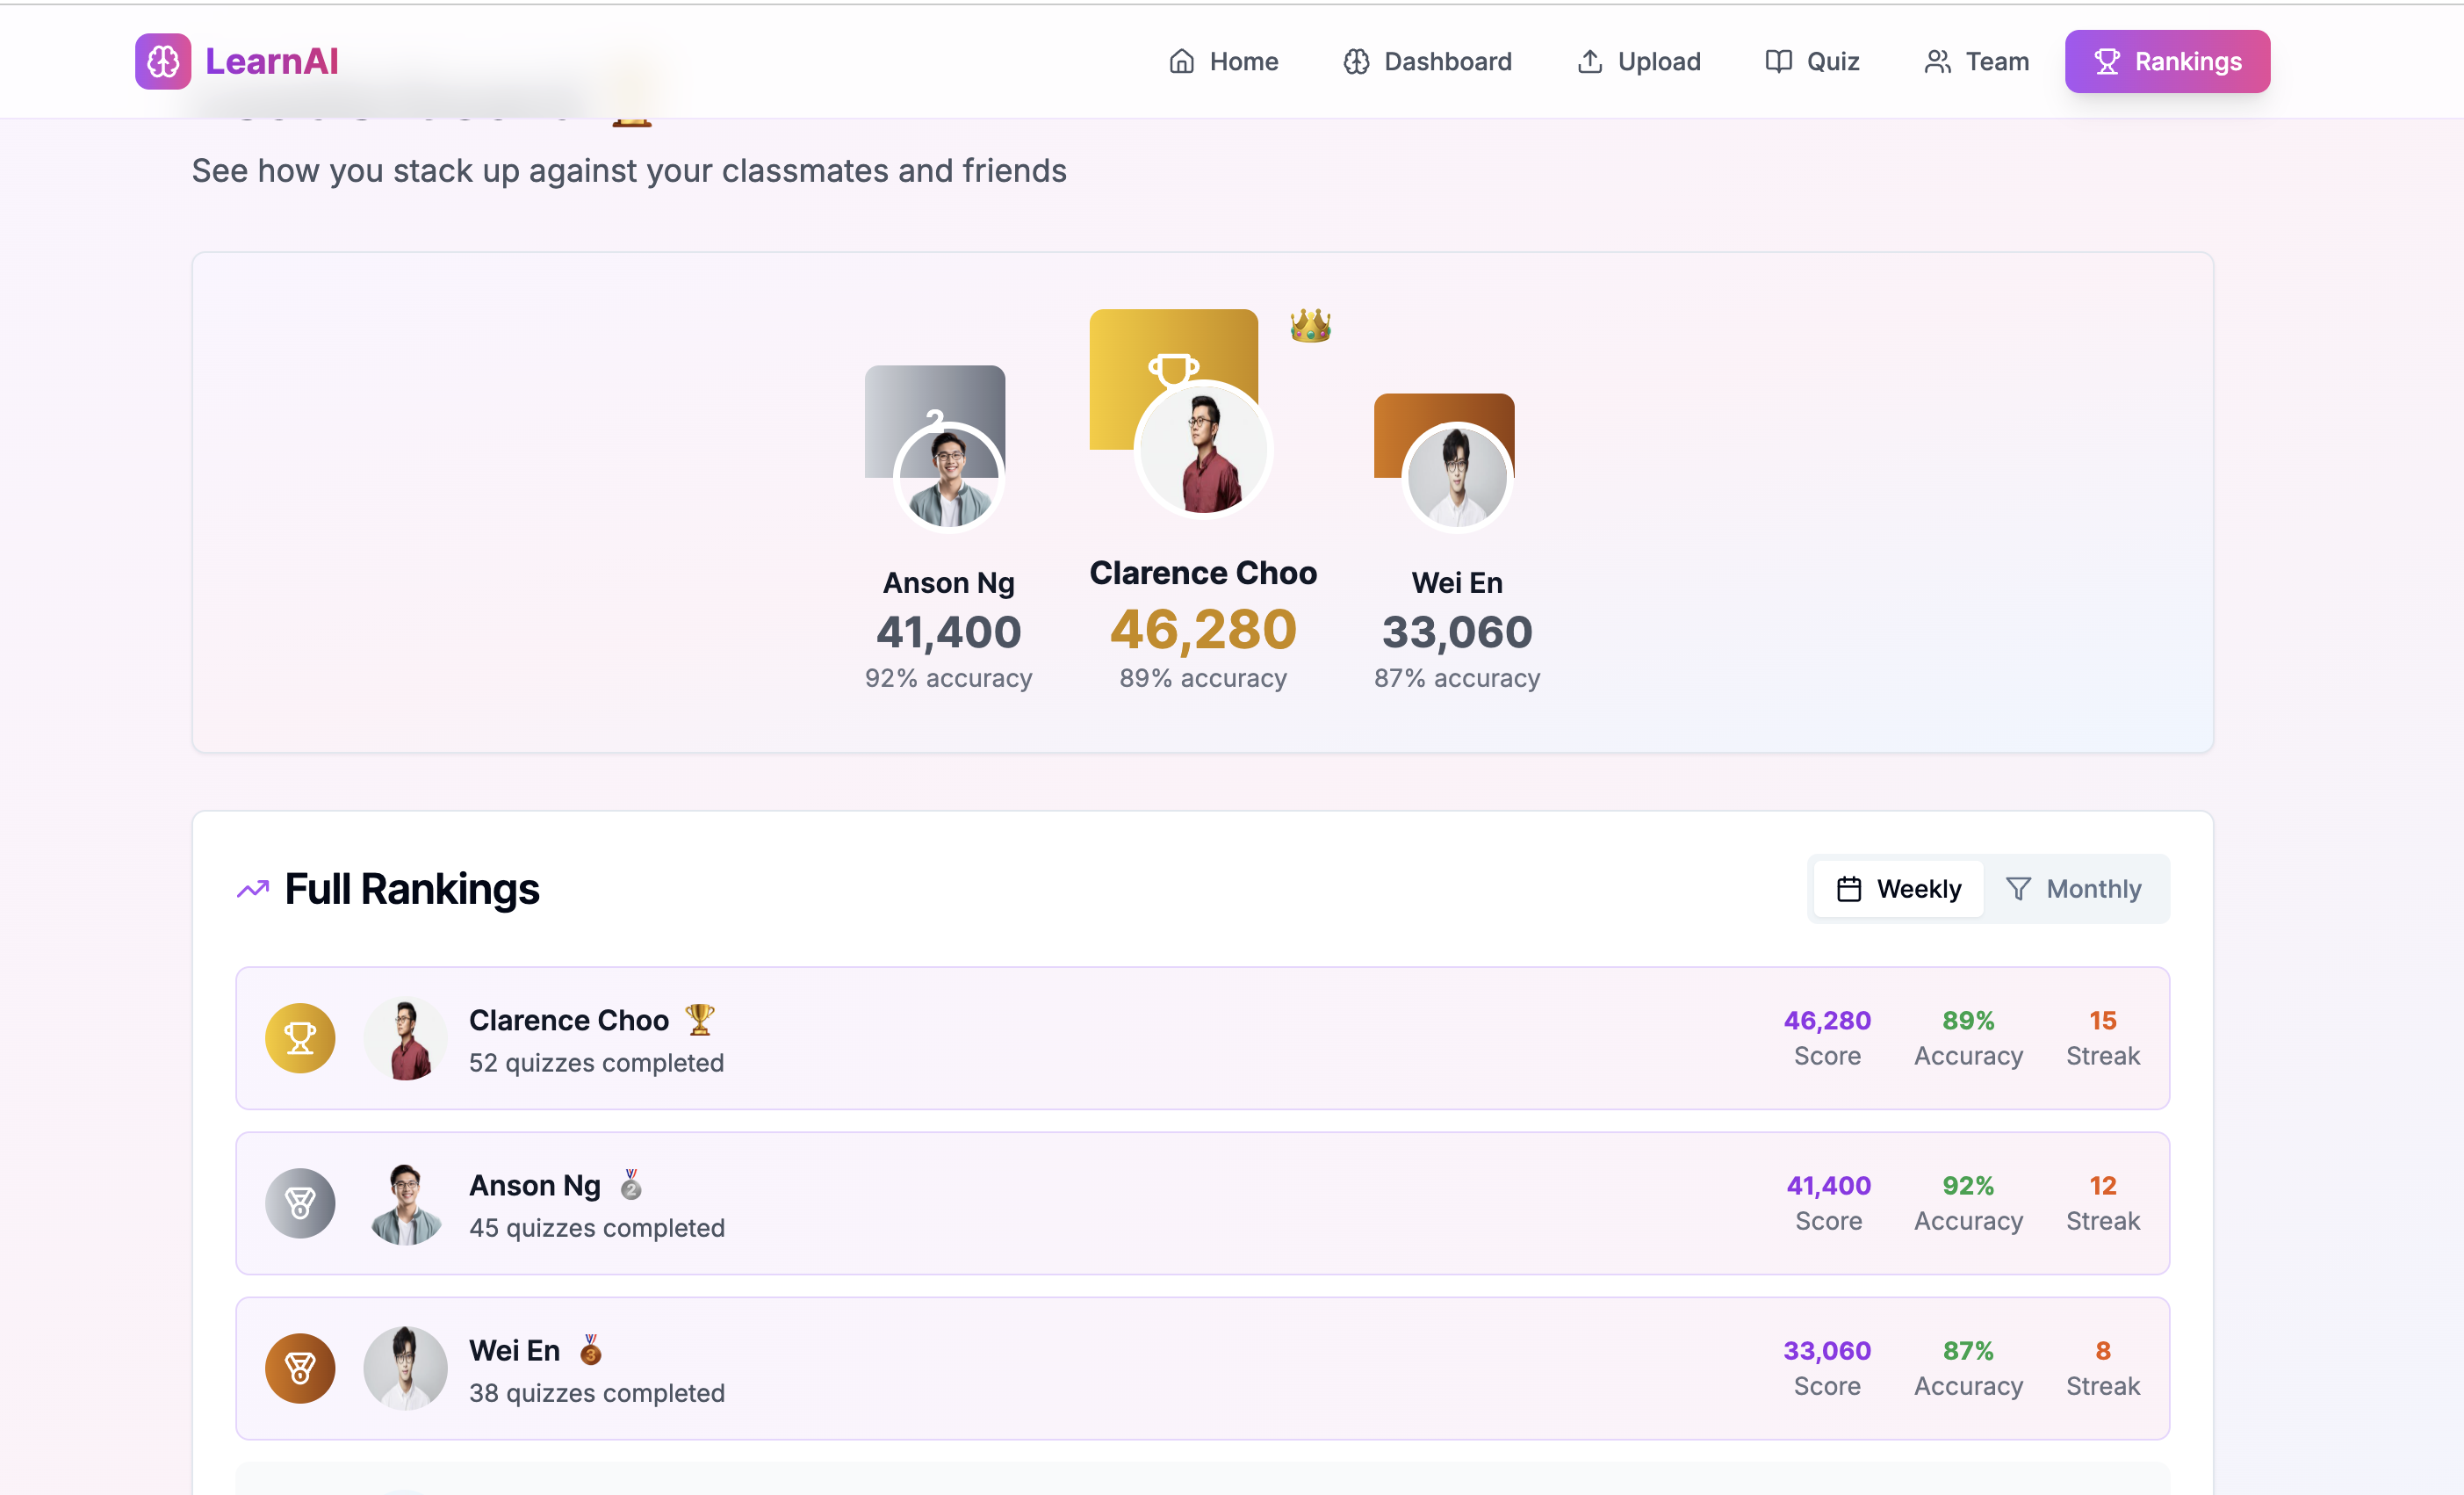 LearnAI
Home
Dashboard
Upload
Quiz
Team
Rankings
See how you stack up against your classmates and friends
2
Anson Ng
41,400
92% accuracy
Clarence Choo
46,280
89% accuracy
Wei En
33,060
87% accuracy
Full Rankings
Weekly
Monthly
Clarence Choo
52 quizzes completed
46,280
Score
89%
Accuracy
15
Streak
Anson Ng 2
45 quizzes completed
41,400
Score
92%
Accuracy
12
Streak
Wei En 3
38 quizzes completed
33,060
Score
87%
Accuracy
8
Streak